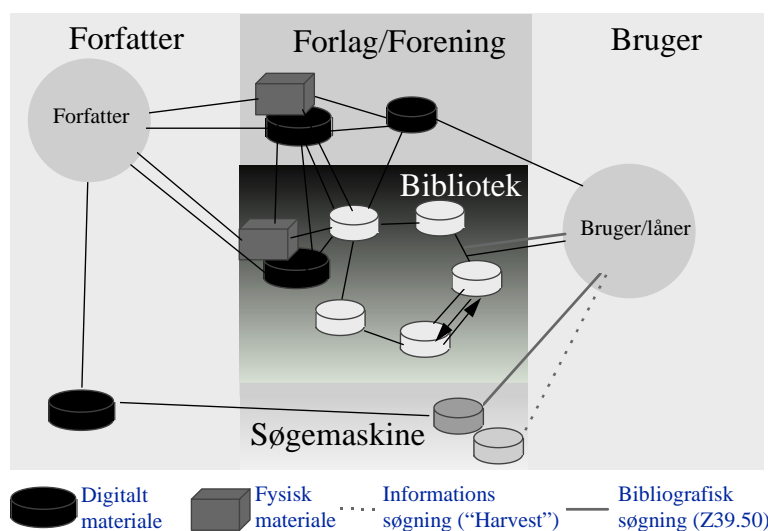 Forfatter
Forlag/Forening
Bruger
Forfatter
Bibliotek
Bruger/låner
Søgemaskine
Digitalt
materiale
Fysisk
materiale
Informations
søgning (“Harvest”)
Bibliografisk
søgning (Z39.50)